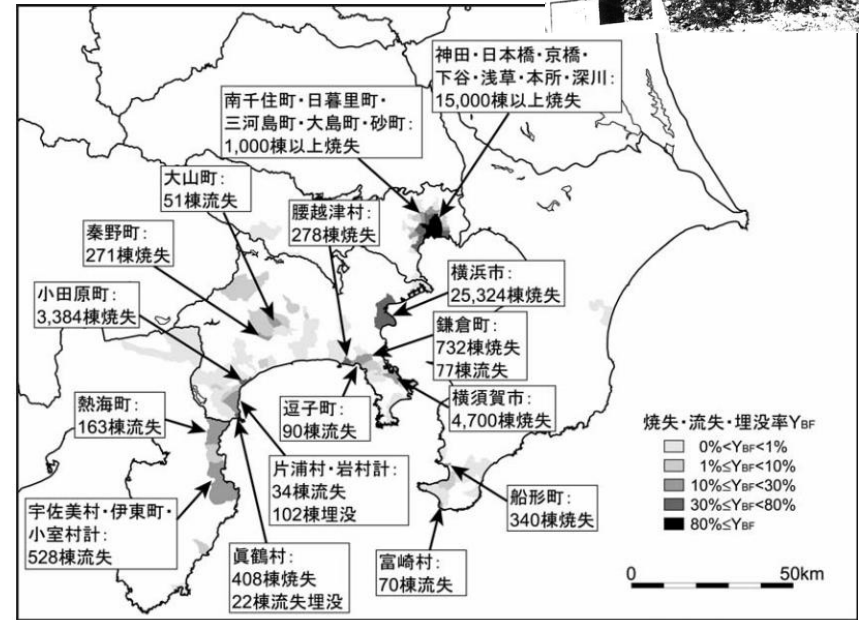 神田・日本橋・京橋・
下谷・浅草・本所・深川:
15,000棟以上焼失
南千住町・日暮里町・
三河島町・大島町・砂町:
1,000棟以上焼失
大山町:
51棟流失
腰越津村:
278棟焼失
秦野町:
271棟焼失
横浜市:
25,324棟焼失
小田原町:
3,384棟焼失
鎌倉町:
732棟焼失
77棟流失
熱海町:
163棟流失
逗子町:
90棟流失
横須賀市:
4,700棟焼失
片浦村・岩村計:
34棟流失
102棟埋没
宇佐美村・伊東町・
小室村計:
528棟流失
眞鶴村:
408棟焼失
22棟流失埋没
富崎村:
70棟流失
船形町:
340棟焼失
焼失・流失・埋没率YBF
0%<YBF<1%
1%≦YBF<10%
10%≦YBF<30%
30%≦YBF<80%
80%≦YBF
0 50km